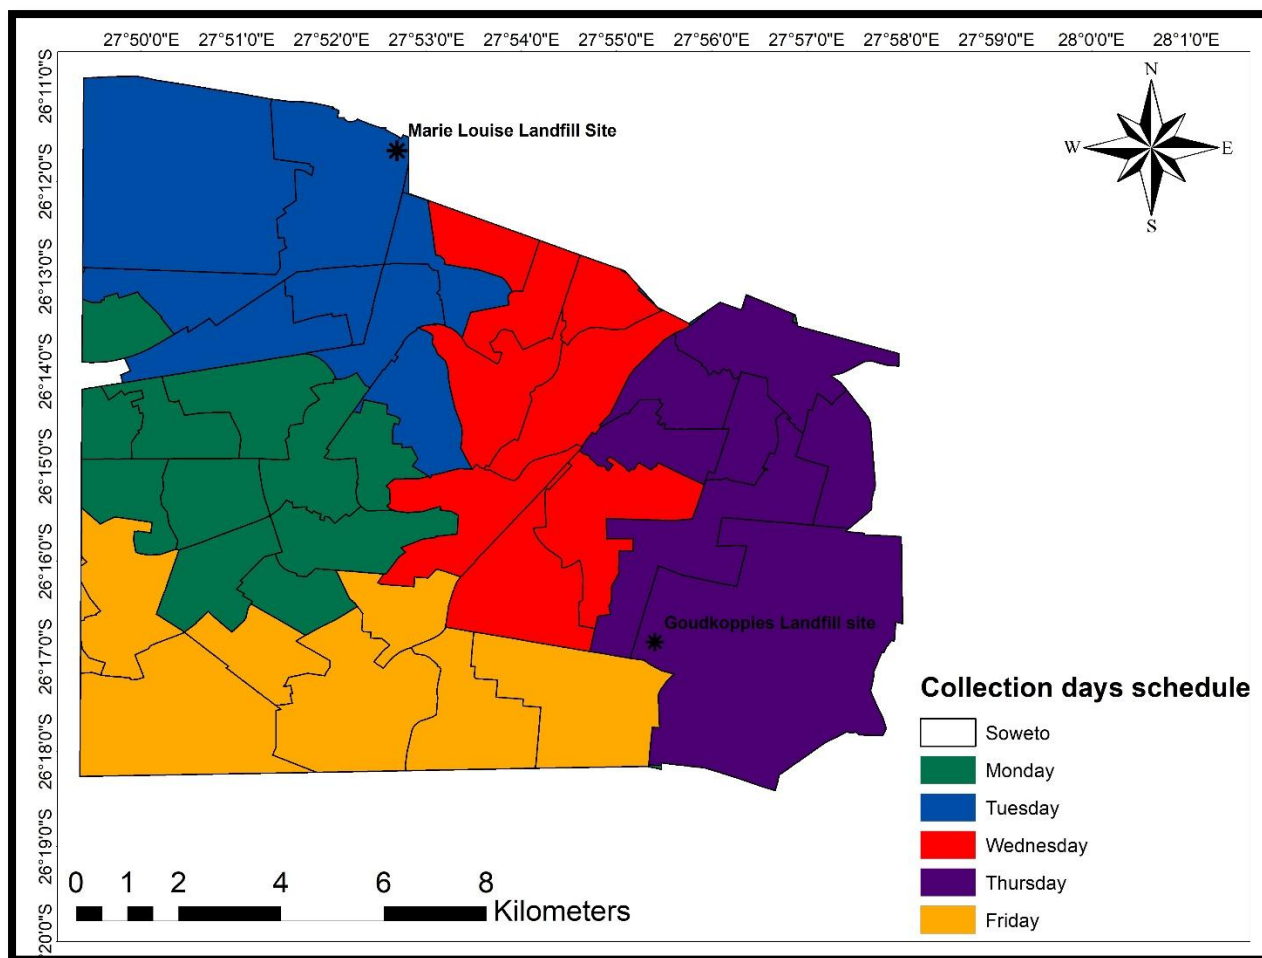 27°50'0"E 27°51'0"E 27°52'0"E 27°53'0"E 27°54'0"E 27°55'0"E 27°56'0"E 27°57'0"E 27°58'0"E 27°59'0"E 28°0'0"E 28°1'0"E
26°11'0"S
26°12'0"S
26°13'0"S
26°14'0"S
26°15'0"S
26°16'0"S
26°17'0"S
26°18'0"S
26°19'0"S
°20'0"S
N
W E
S
Marie Louise Landfill Site
Goudkoppies Landfill site
Collection days schedule
Soweto
Monday
Tuesday
Wednesday
Thursday
Friday
0 1 2 4 6 8
Kilometers